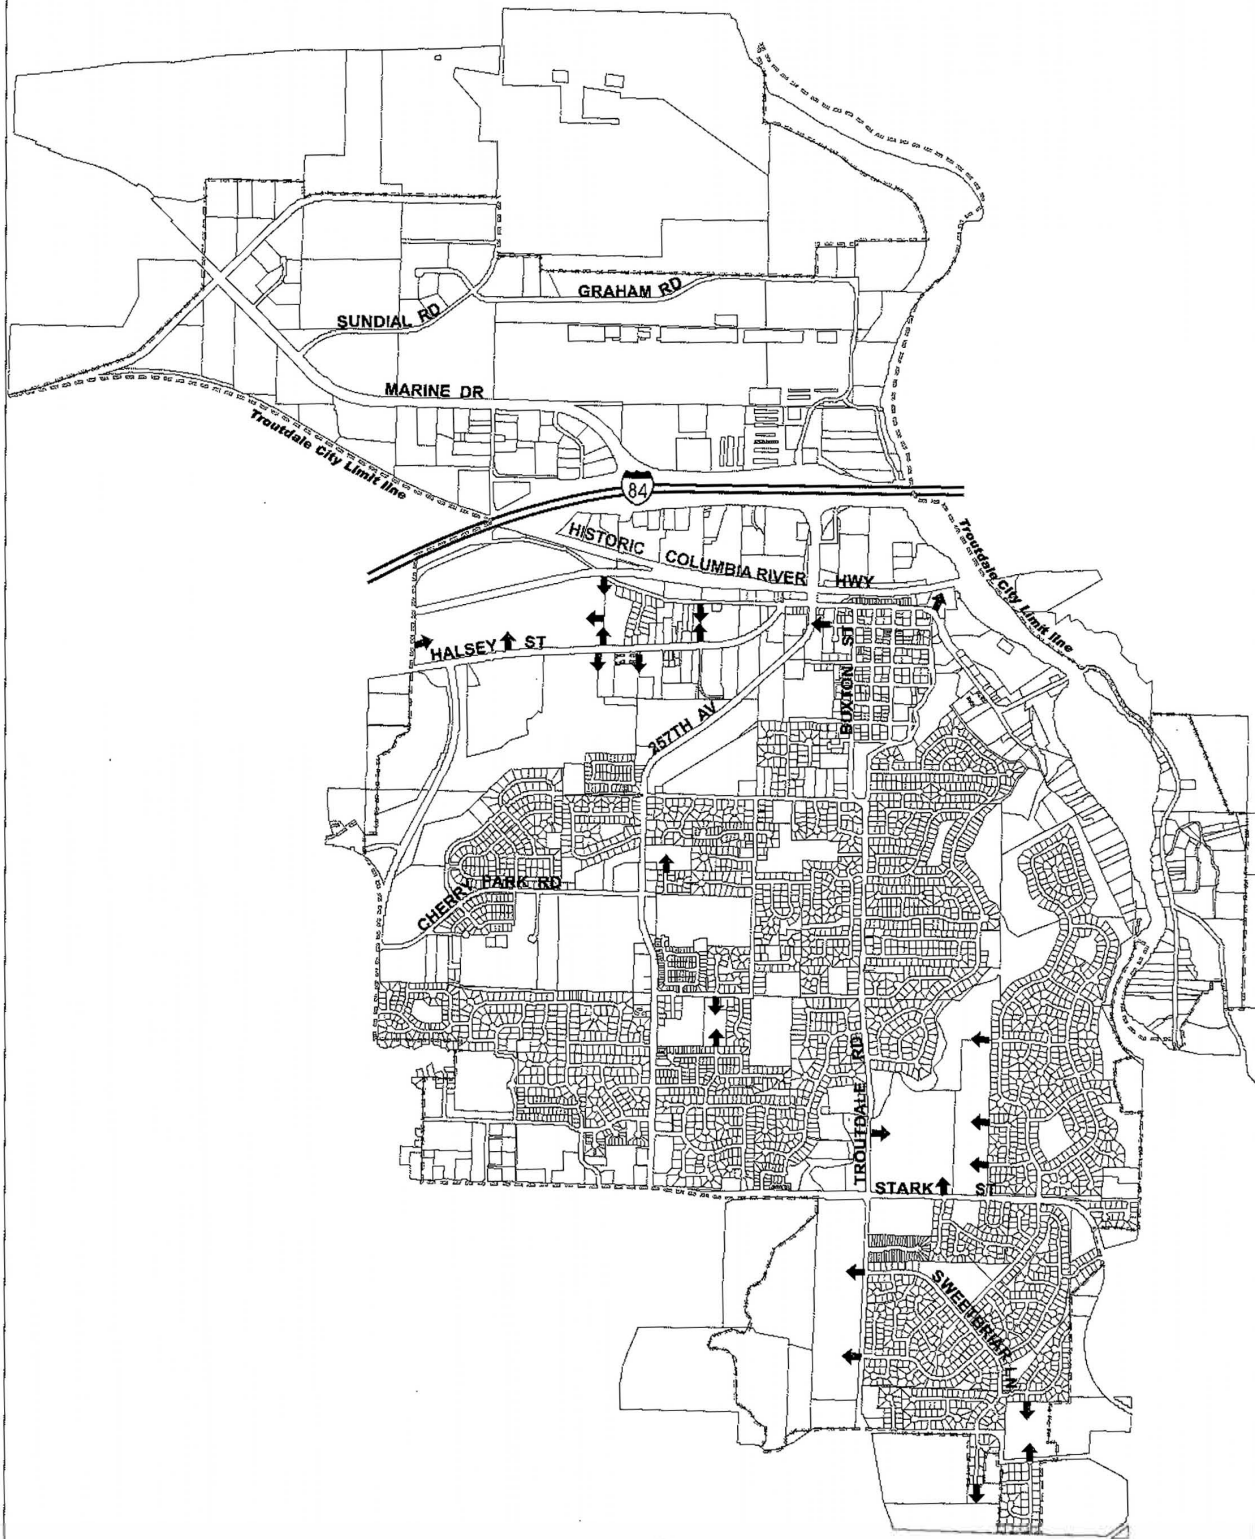 GRAHAM RD
SUNDIAL RD
MARINE DR
Troutdale City Limit line
84
HISTORIC COLUMBIA RIVER HWY
Troutdale City Limit line
HALSEY ST
BUXTON ST
257TH AV
CHERRY PARK RD
TROUTDALE RD
STARK ST
SWEETBRIAR LN